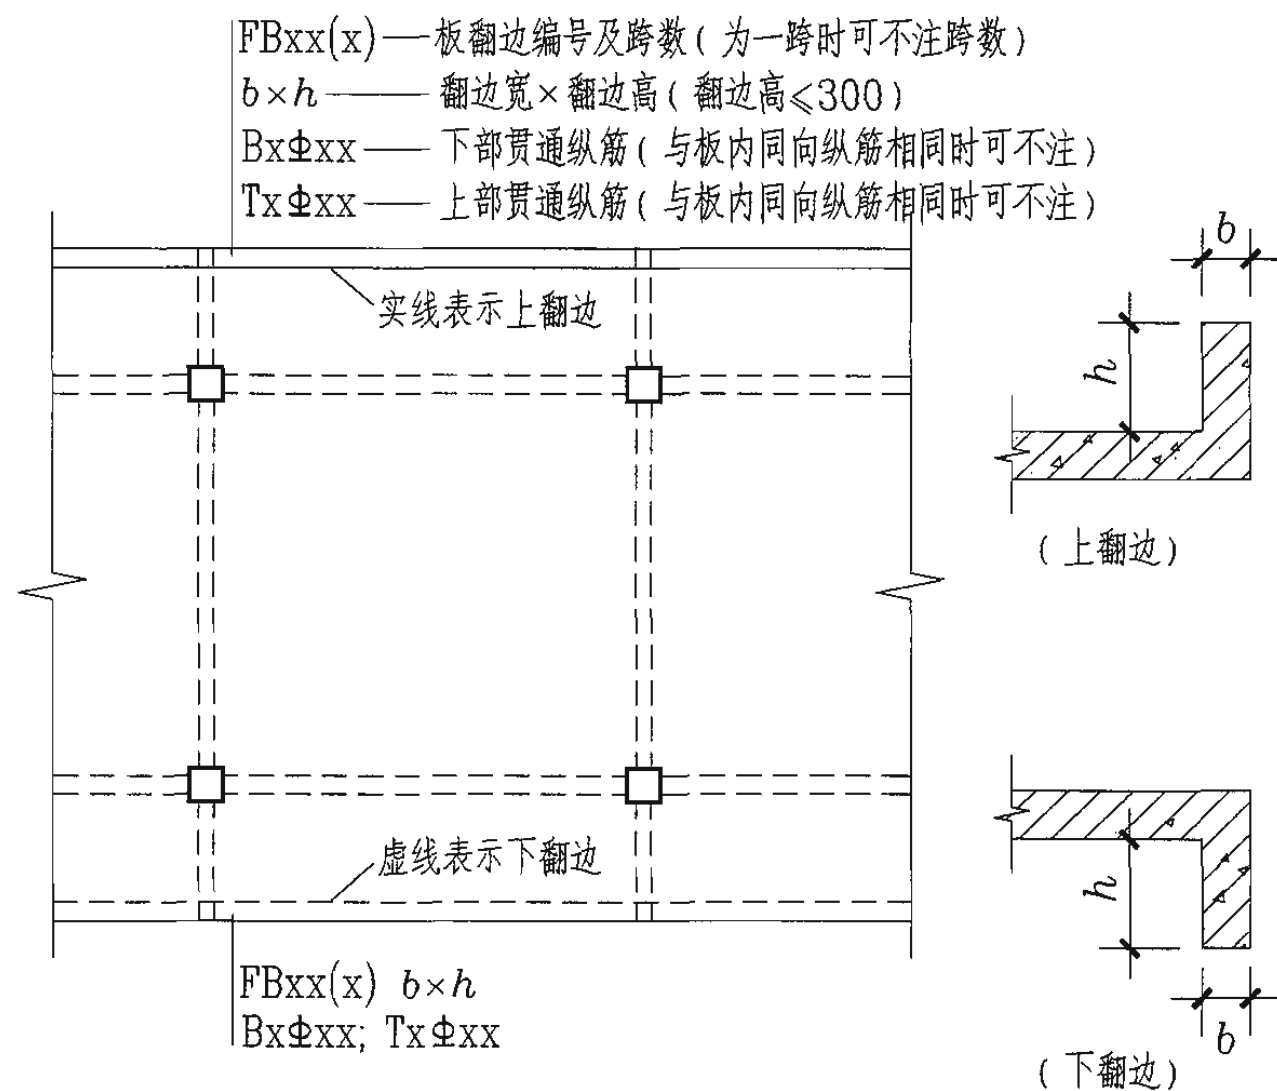 FBxx(x)——板翻边编号及跨数(为一跨时可不注跨数)
b×h——翻边宽×翻边高(翻边高≤300)
BxΦxx——下部贯通纵筋(与板内同向纵筋相同时可不注)
TxΦxx——上部贯通纵筋(与板内同向纵筋相同时可不注)
实线表示上翻边
b
h
(上翻边)
虚线表示下翻边
h
b
(下翻边)
FBxx(x) b×h
BxΦxx; TxΦxx